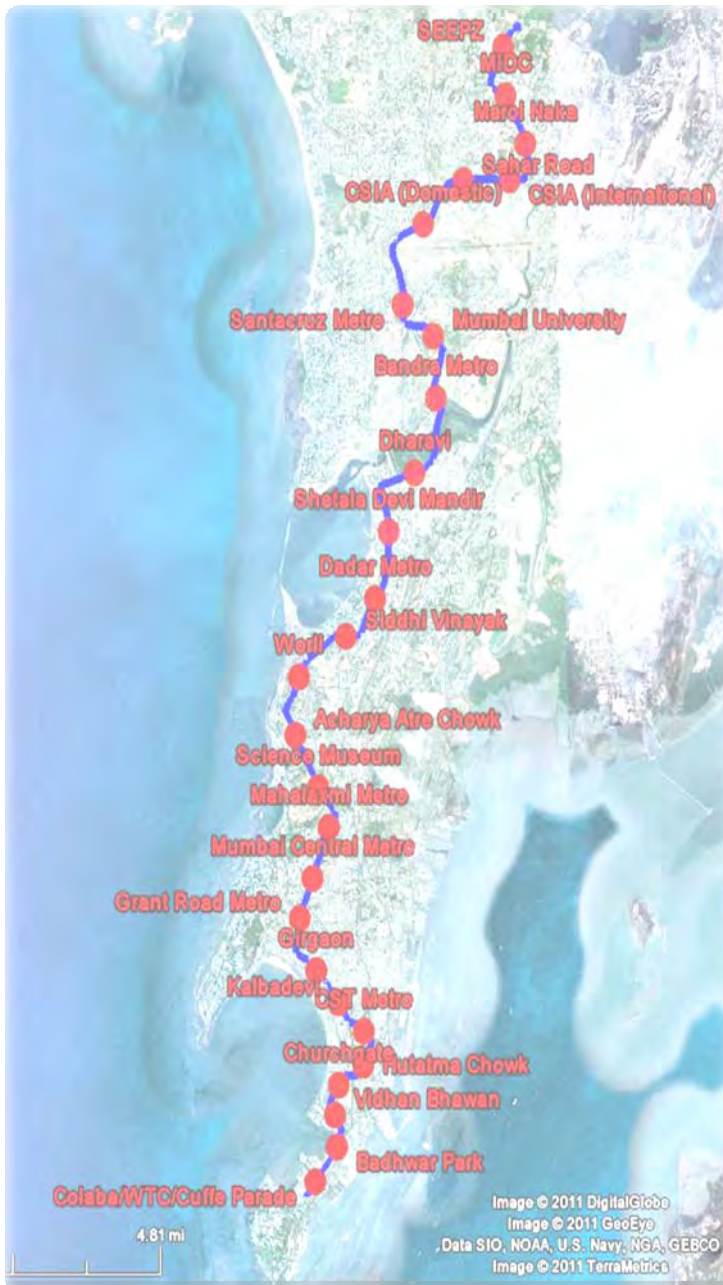 SEEPZ
MIDC
Marol Naka
Sahar Road
CSIA (Domestic)
CSIA (International)
Santacruz Metro
Mumbai University
Bandra Metro
Dharavi
Shetala Devi Mandir
Dadar Metro
Siddhi Vinayak
Worli
Acharya Atre Chowk
Science Museum
Mahalaxmi Metro
Mumbai Central Metro
Grant Road Metro
Girgaon
Kalbadevi
CST Metro
Churchgate
Hutatma Chowk
Vidhan Bhawan
Badhwar Park
Colaba/WTC/Cuffe Parade
4.81 mi
Image © 2011 DigitalGlobe
Image © 2011 GeoEye
Data SIO, NOAA, U.S. Navy, NGA, GEBCO
Image © 2011 TerraMetrics